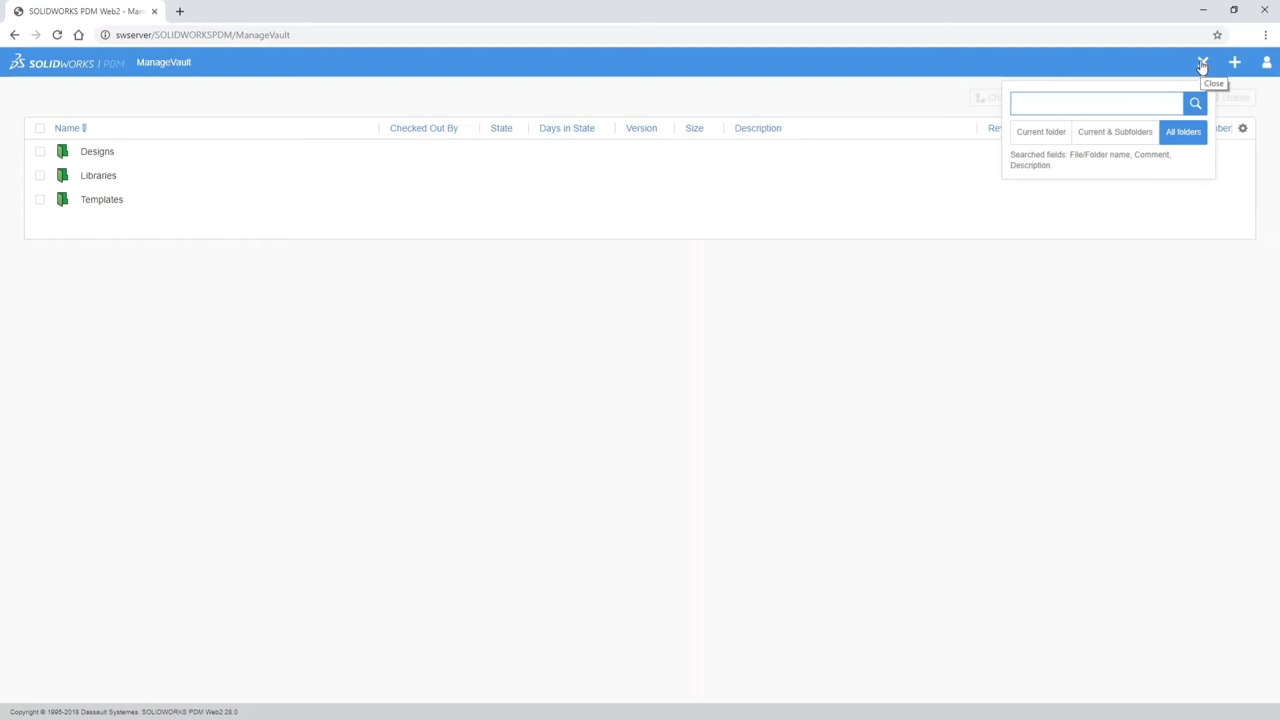 SOLIDWORKS PDM Web2 - Man
swserver/SOLIDWORKSPDM/ManageVault
SOLIDWORKS | PDM ManageVault
Close
Name Checked Out By State Days in State Version Size Description
Current folder Current & Subfolders All folders
Searched fields: File/Folder name, Comment,
Description.
Designs
Libraries
Templates
Copyright © 1995-2018 Dassault Systemes. SOLIDWORKS PDM Web2 28.0